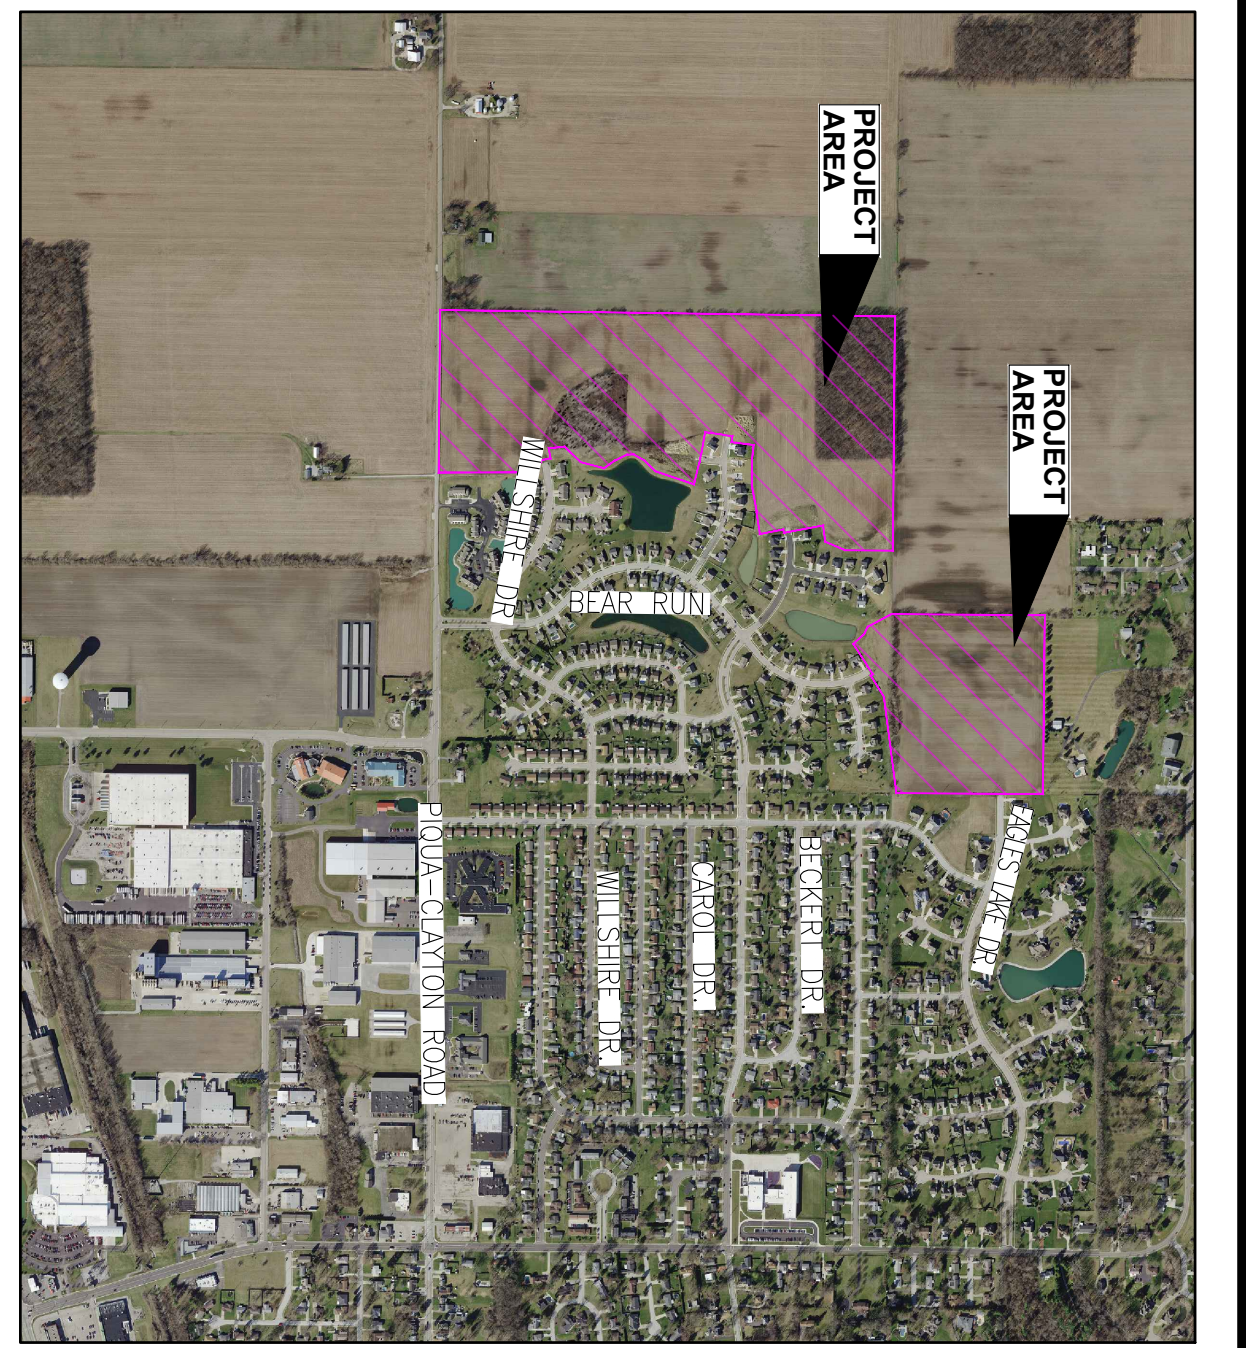 PROJECT
AREA
PROJECT
AREA
WILLSHIRE DR.
BEAR RUN
PIQUA-CLAYTON ROAD
WILLSHIRE DR.
CAROL DR.
BECKERT DR.
EAGLES LAKE DR.